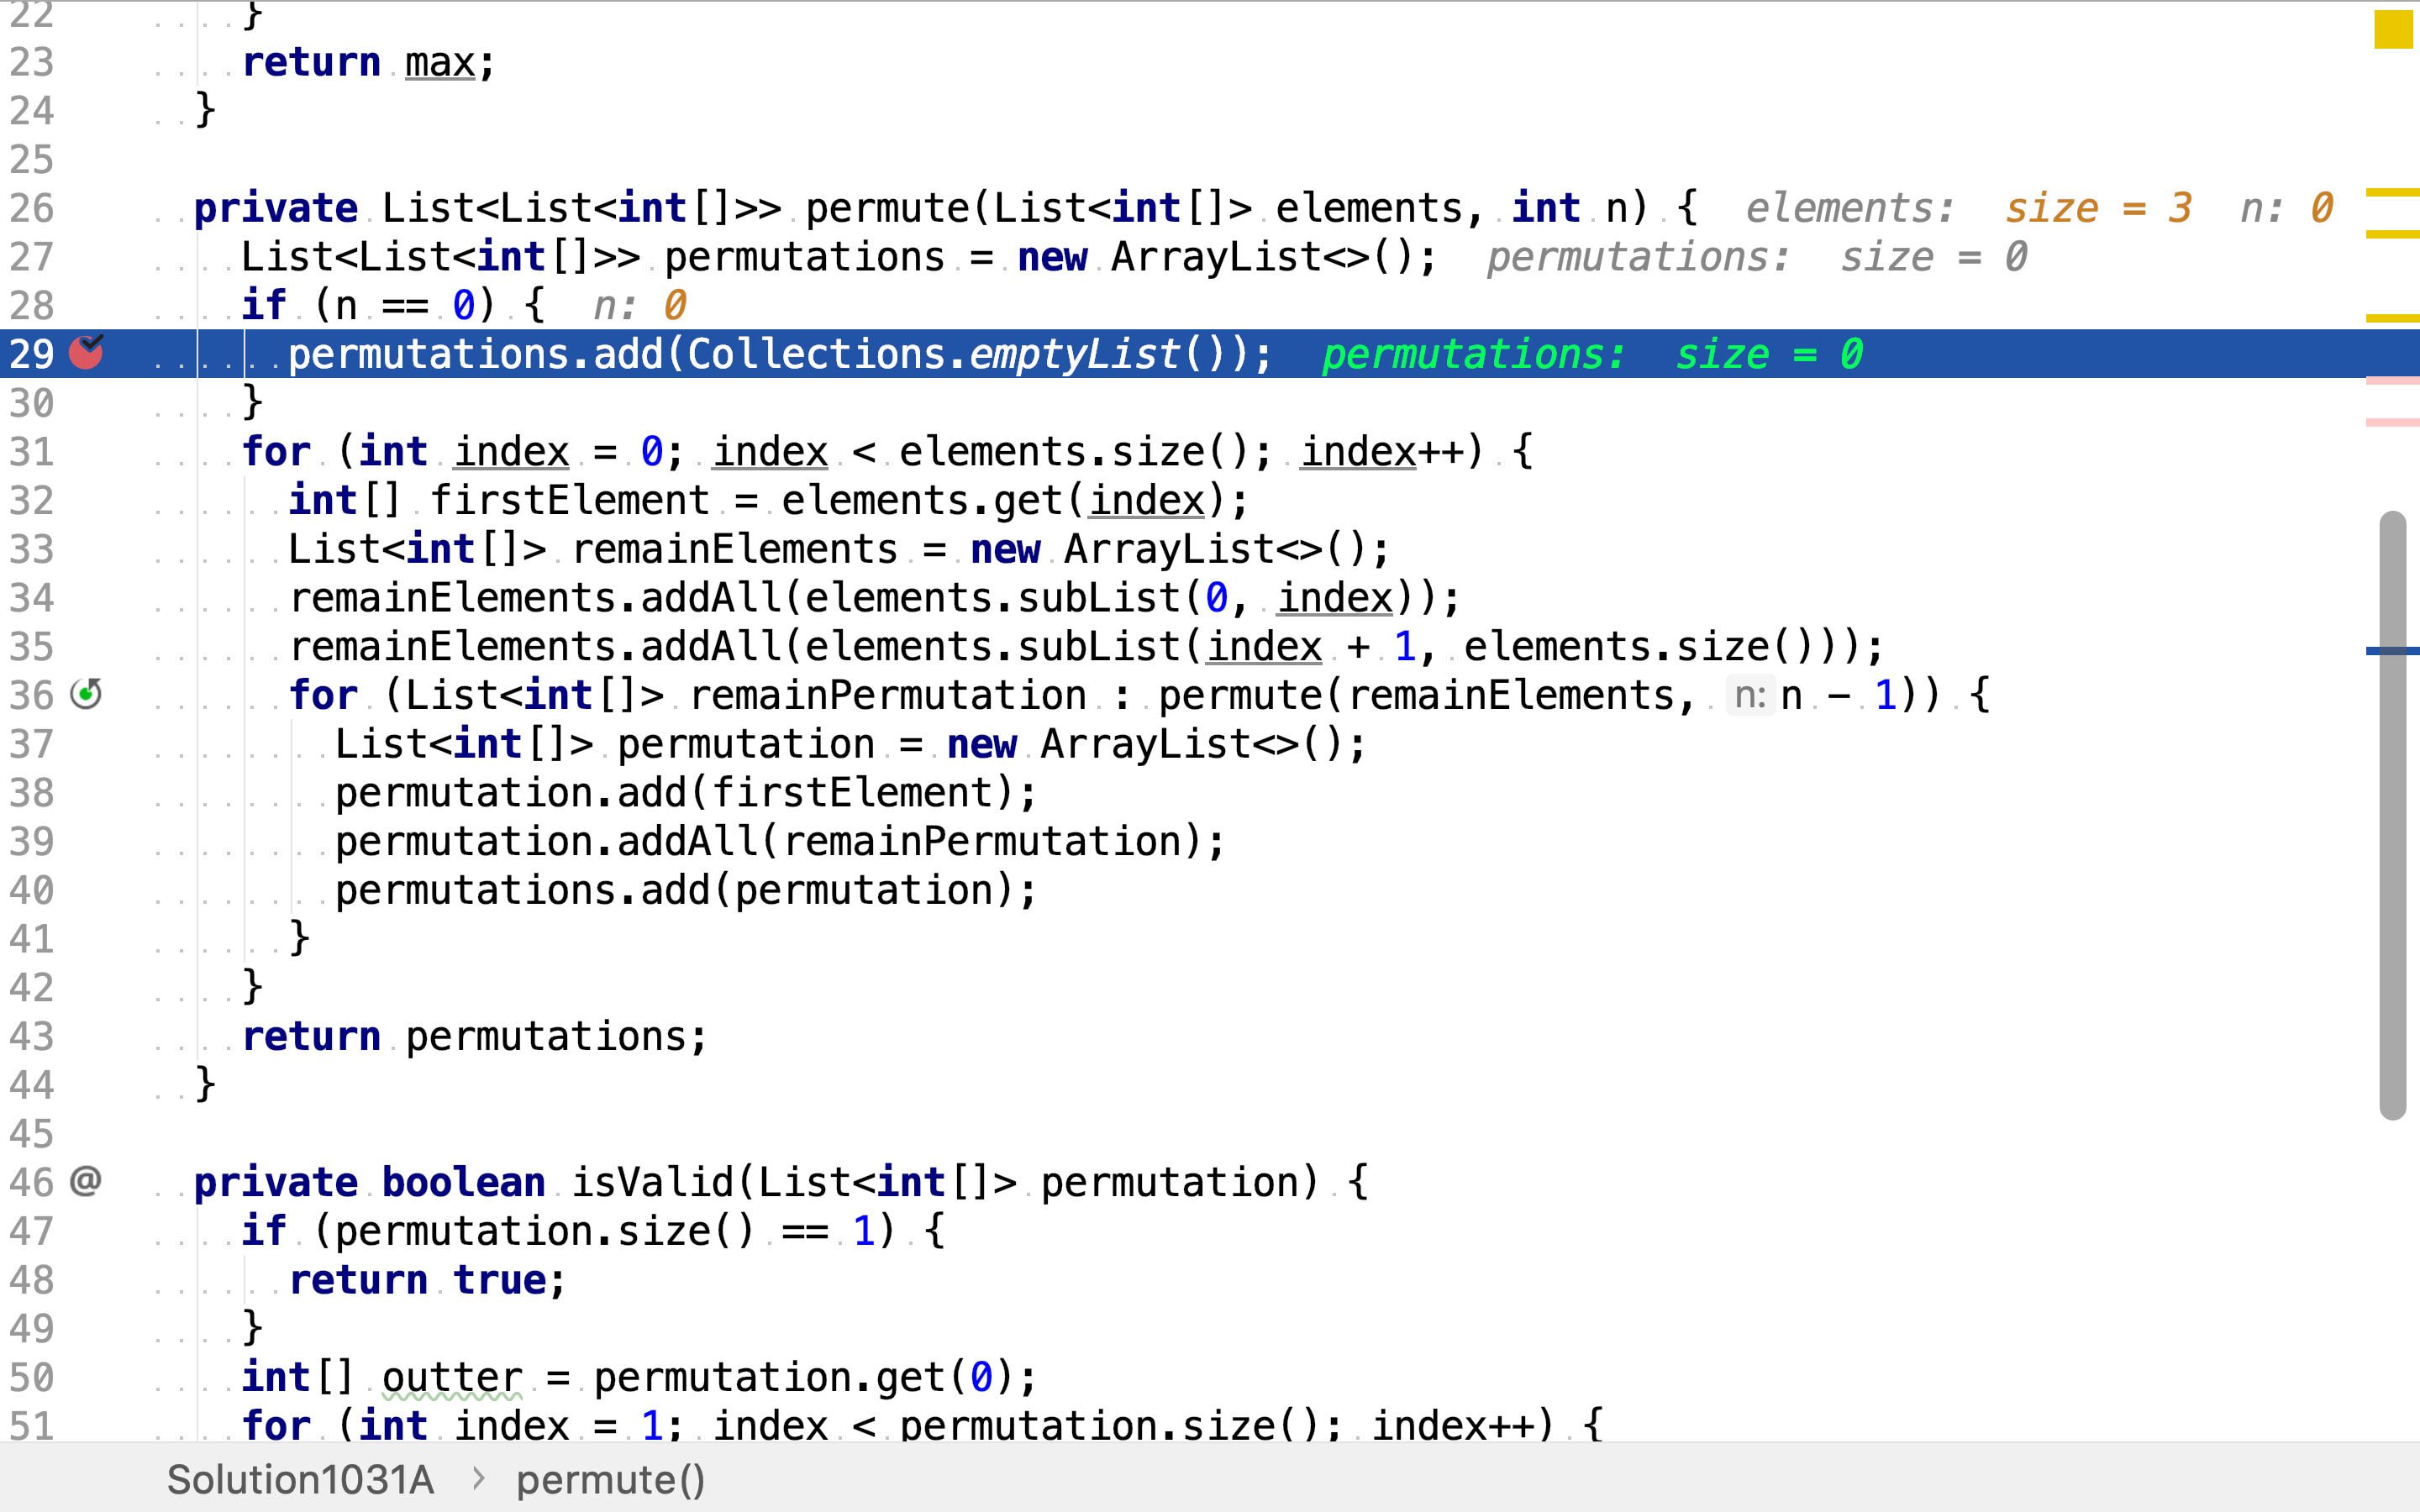 22 }
23 return max;
24 }
25
26 private List<List<int[]>> permute(List<int[]> elements, int n) { elements: size = 3 n: 0
27 List<List<int[]>> permutations = new ArrayList<>(); permutations: size = 0
28 if (n == 0) { n: 0
29 permutations.add(Collections.emptyList()); permutations: size = 0
30 }
31 for (int index = 0; index < elements.size(); index++) {
32 int[] firstElement = elements.get(index);
33 List<int[]> remainElements = new ArrayList<>();
34 remainElements.addAll(elements.subList(0, index));
35 remainElements.addAll(elements.subList(index + 1, elements.size()));
36 for (List<int[]> remainPermutation : permute(remainElements, n: n - 1)) {
37 List<int[]> permutation = new ArrayList<>();
38 permutation.add(firstElement);
39 permutation.addAll(remainPermutation);
40 permutations.add(permutation);
41 }
42 }
43 return permutations;
44 }
45
46 @ private boolean isValid(List<int[]> permutation) {
47 if (permutation.size() == 1) {
48 return true;
49 }
50 int[] outter = permutation.get(0);
51 for (int index = 1; index < permutation.size(); index++) {
Solution1031A > permute()